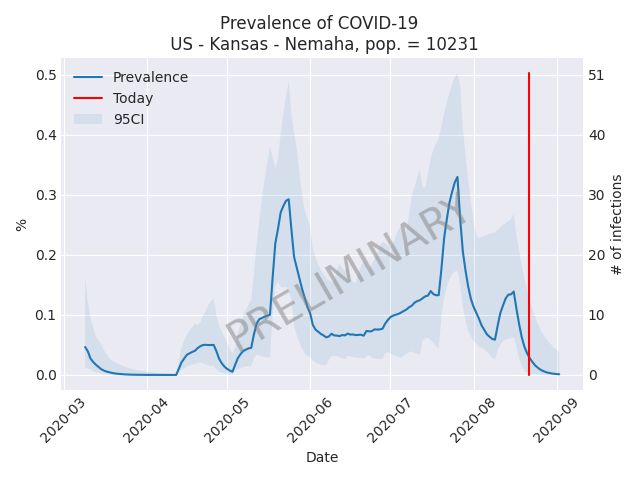 Prevalence of COVID-19
US - Kansas - Nemaha, pop. = 10231
Prevalence
Today
95CI
PRELIMINARY
%
0.5
0.4
0.3
0.2
0.1
0.0
51
40
30
20
10
0
# of infections
2020-03
2020-04
2020-05
2020-06
2020-07
2020-08
2020-09
Date